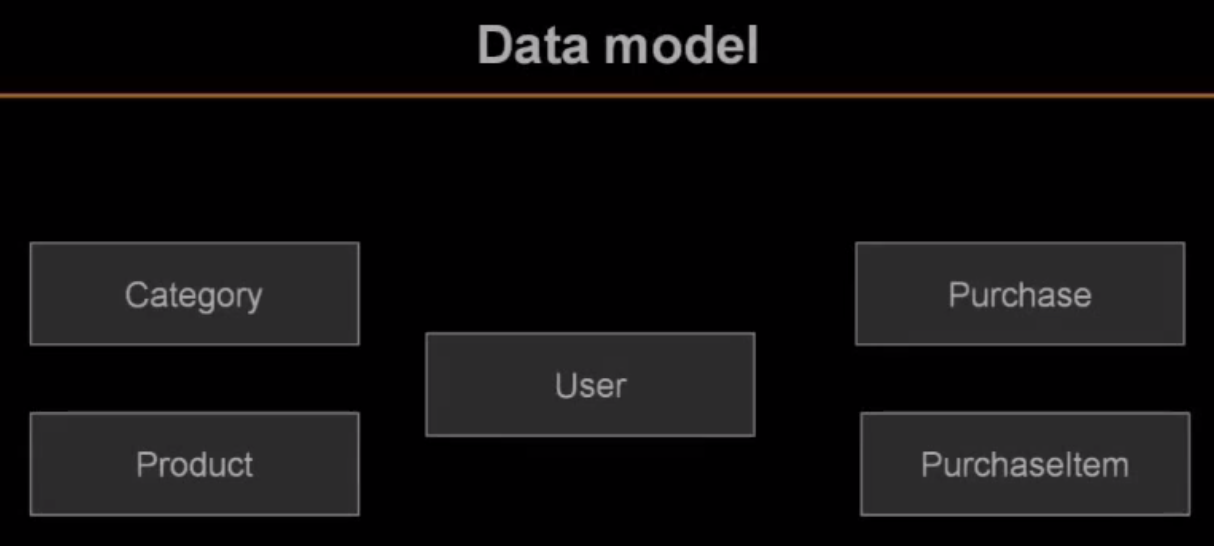 Data model
Category
Purchase
User
Product
PurchaseItem